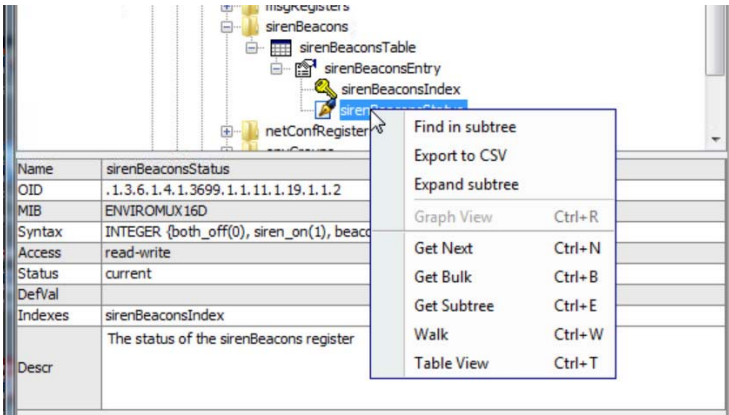 msgRegisters
sirenBeacons
sirenBeaconsTable
sirenBeaconsEntry
sirenBeaconsIndex
sirenBeaconsStatus
netConfRegister
Find in subtree
Export to CSV
Expand subtree
Graph View Ctrl+R
Get Next Ctrl+N
Get Bulk Ctrl+B
Get Subtree Ctrl+E
Walk Ctrl+W
Table View Ctrl+T
Name sirenBeaconsStatus
OID .1.3.6.1.4.1.3699.1.1.11.1.19.1.1.2
MIB ENVIROMUX16D
Syntax INTEGER {both_off(0), siren_on(1), beaco
Access read-write
Status current
DefVal
Indexes sirenBeaconsIndex
Descr The status of the sirenBeacons register